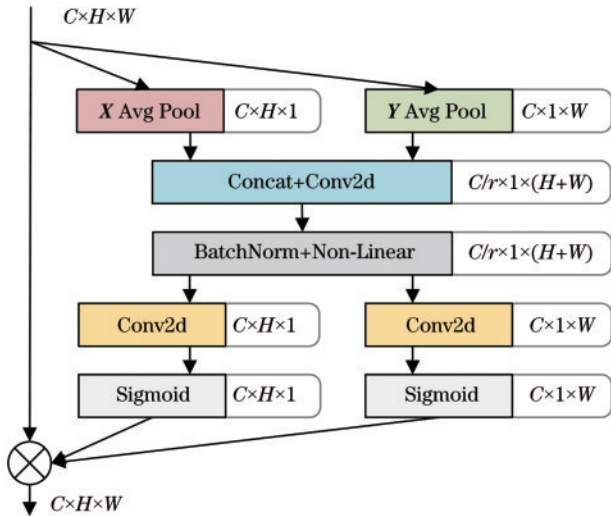 C×H×W
X Avg Pool C×H×1 Y Avg Pool C×1×W
Concat+Conv2d C/r×1×(H+W)
BatchNorm+Non-Linear C/r×1×(H+W)
Conv2d C×H×1 Conv2d C×1×W
Sigmoid C×H×1 Sigmoid C×1×W
C×H×W